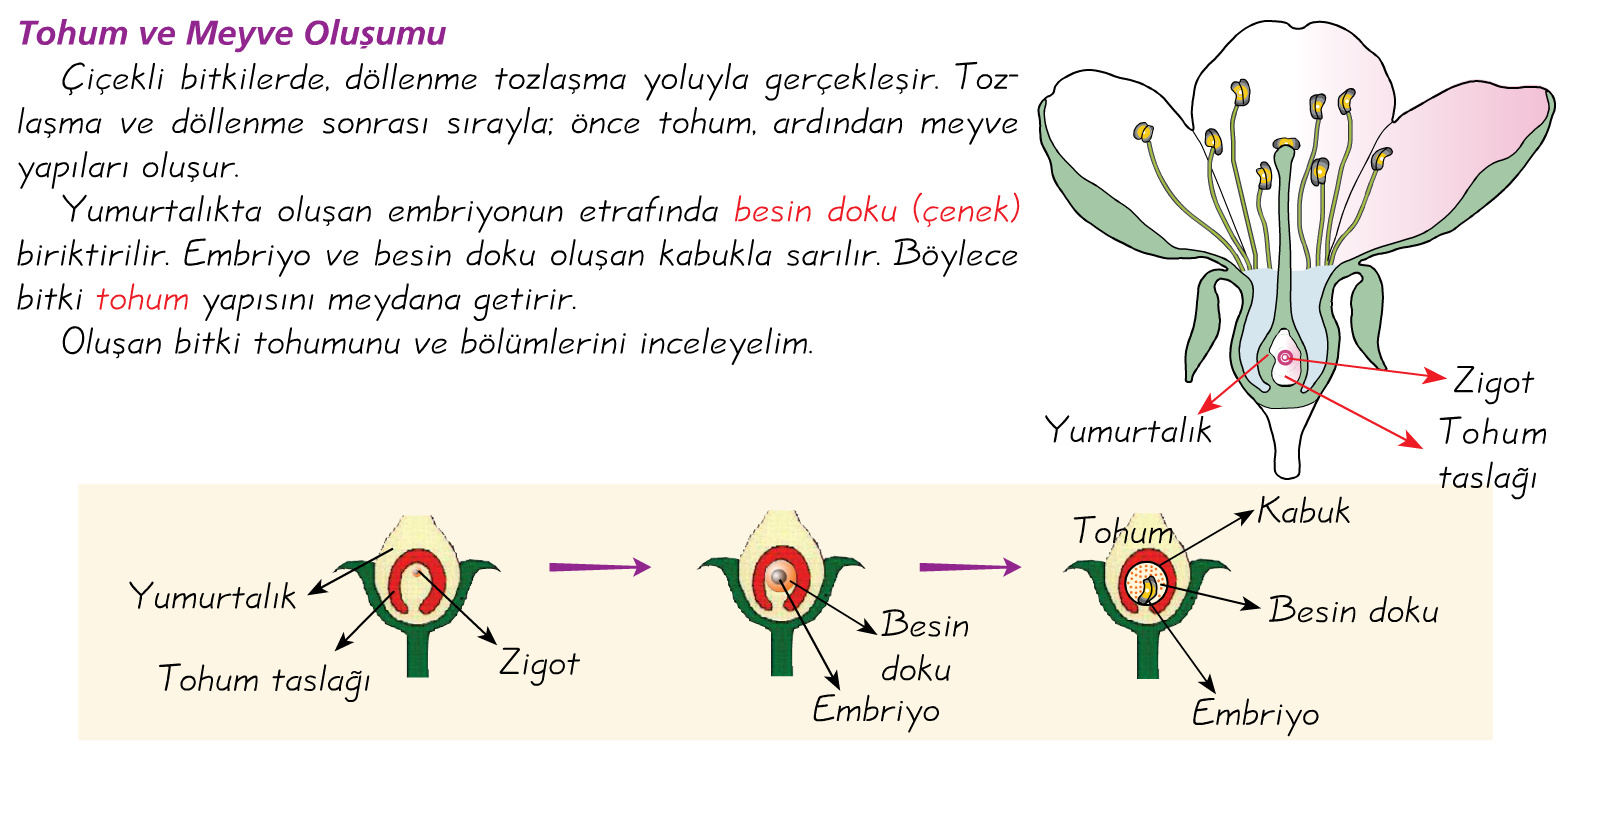 Tohum ve Meyve Oluşumu
Çiçekli bitkilerde, döllenme tozlaşma yoluyla gerçekleşir. Toz-
laşma ve döllenme sonrası sırayla; önce tohum, ardından meyve
yapıları oluşur.
Yumurtalıkta oluşan embriyonun etrafında besin doku (çenek)
biriktirilir. Embriyo ve besin doku oluşan kabukla sarılır. Böylece
bitki tohum yapısını meydana getirir.
Oluşan bitki tohumunu ve bölümlerini inceleyelim.
Zigot
Yumurtalık
Tohum
taslağı
Yumurtalık
Tohum taslağı
Zigot
Besin
doku
Embriyo
Tohum
Kabuk
Besin doku
Embriyo